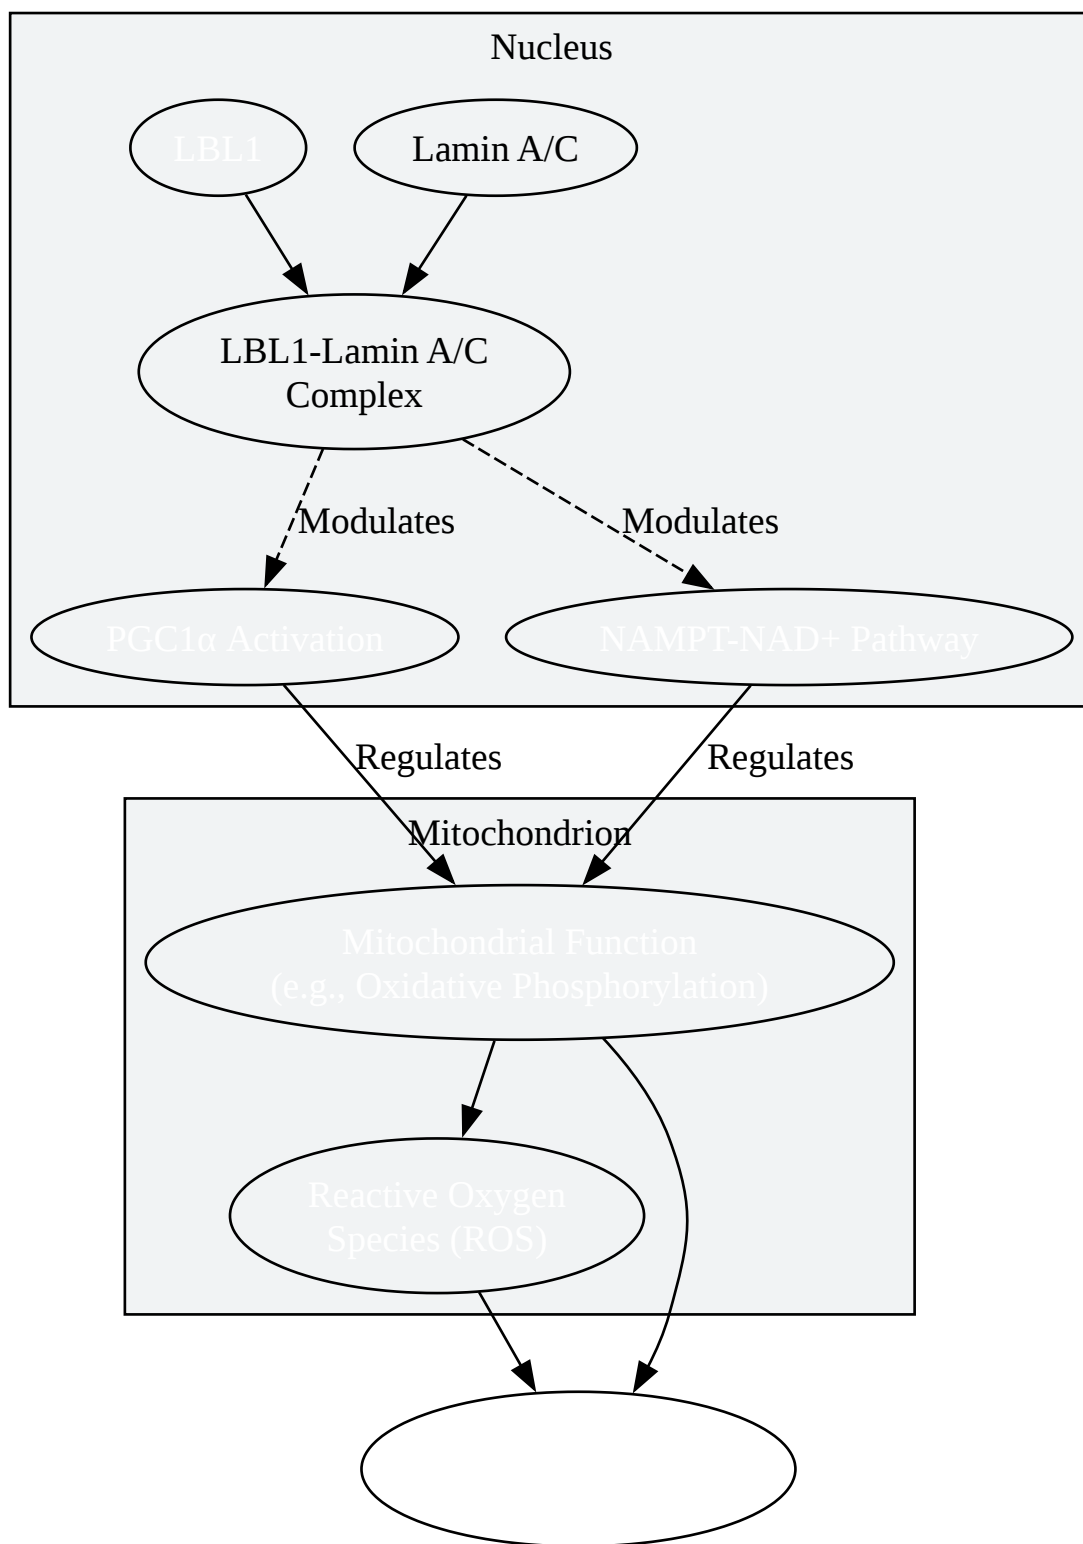 Nucleus
LBL1
Lamin A/C
LBL1-Lamin A/C
Complex
Modulates
Modulates
PGC1α Activation
NAMPT-NAD+ Pathway
Regulates
Regulates
Mitochondrion
Mitochondrial Function
(e.g., Oxidative Phosphorylation)
Reactive Oxygen
Species (ROS)